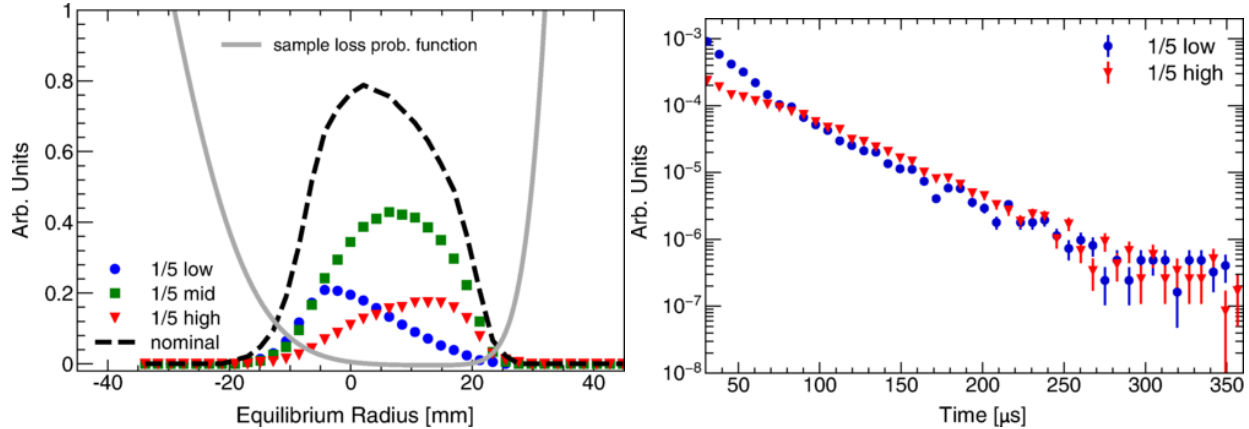 1
0.8
0.6
0.4
0.2
0
Arb. Units
sample loss prob. function
1/5 low
1/5 mid
1/5 high
nominal
-40 -20 0 20 40
Equilibrium Radius [mm]
10⁻³
10⁻⁴
10⁻⁵
10⁻⁶
10⁻⁷
10⁻⁸
Arb. Units
1/5 low
1/5 high
50 100 150 200 250 300 350
Time [µs]